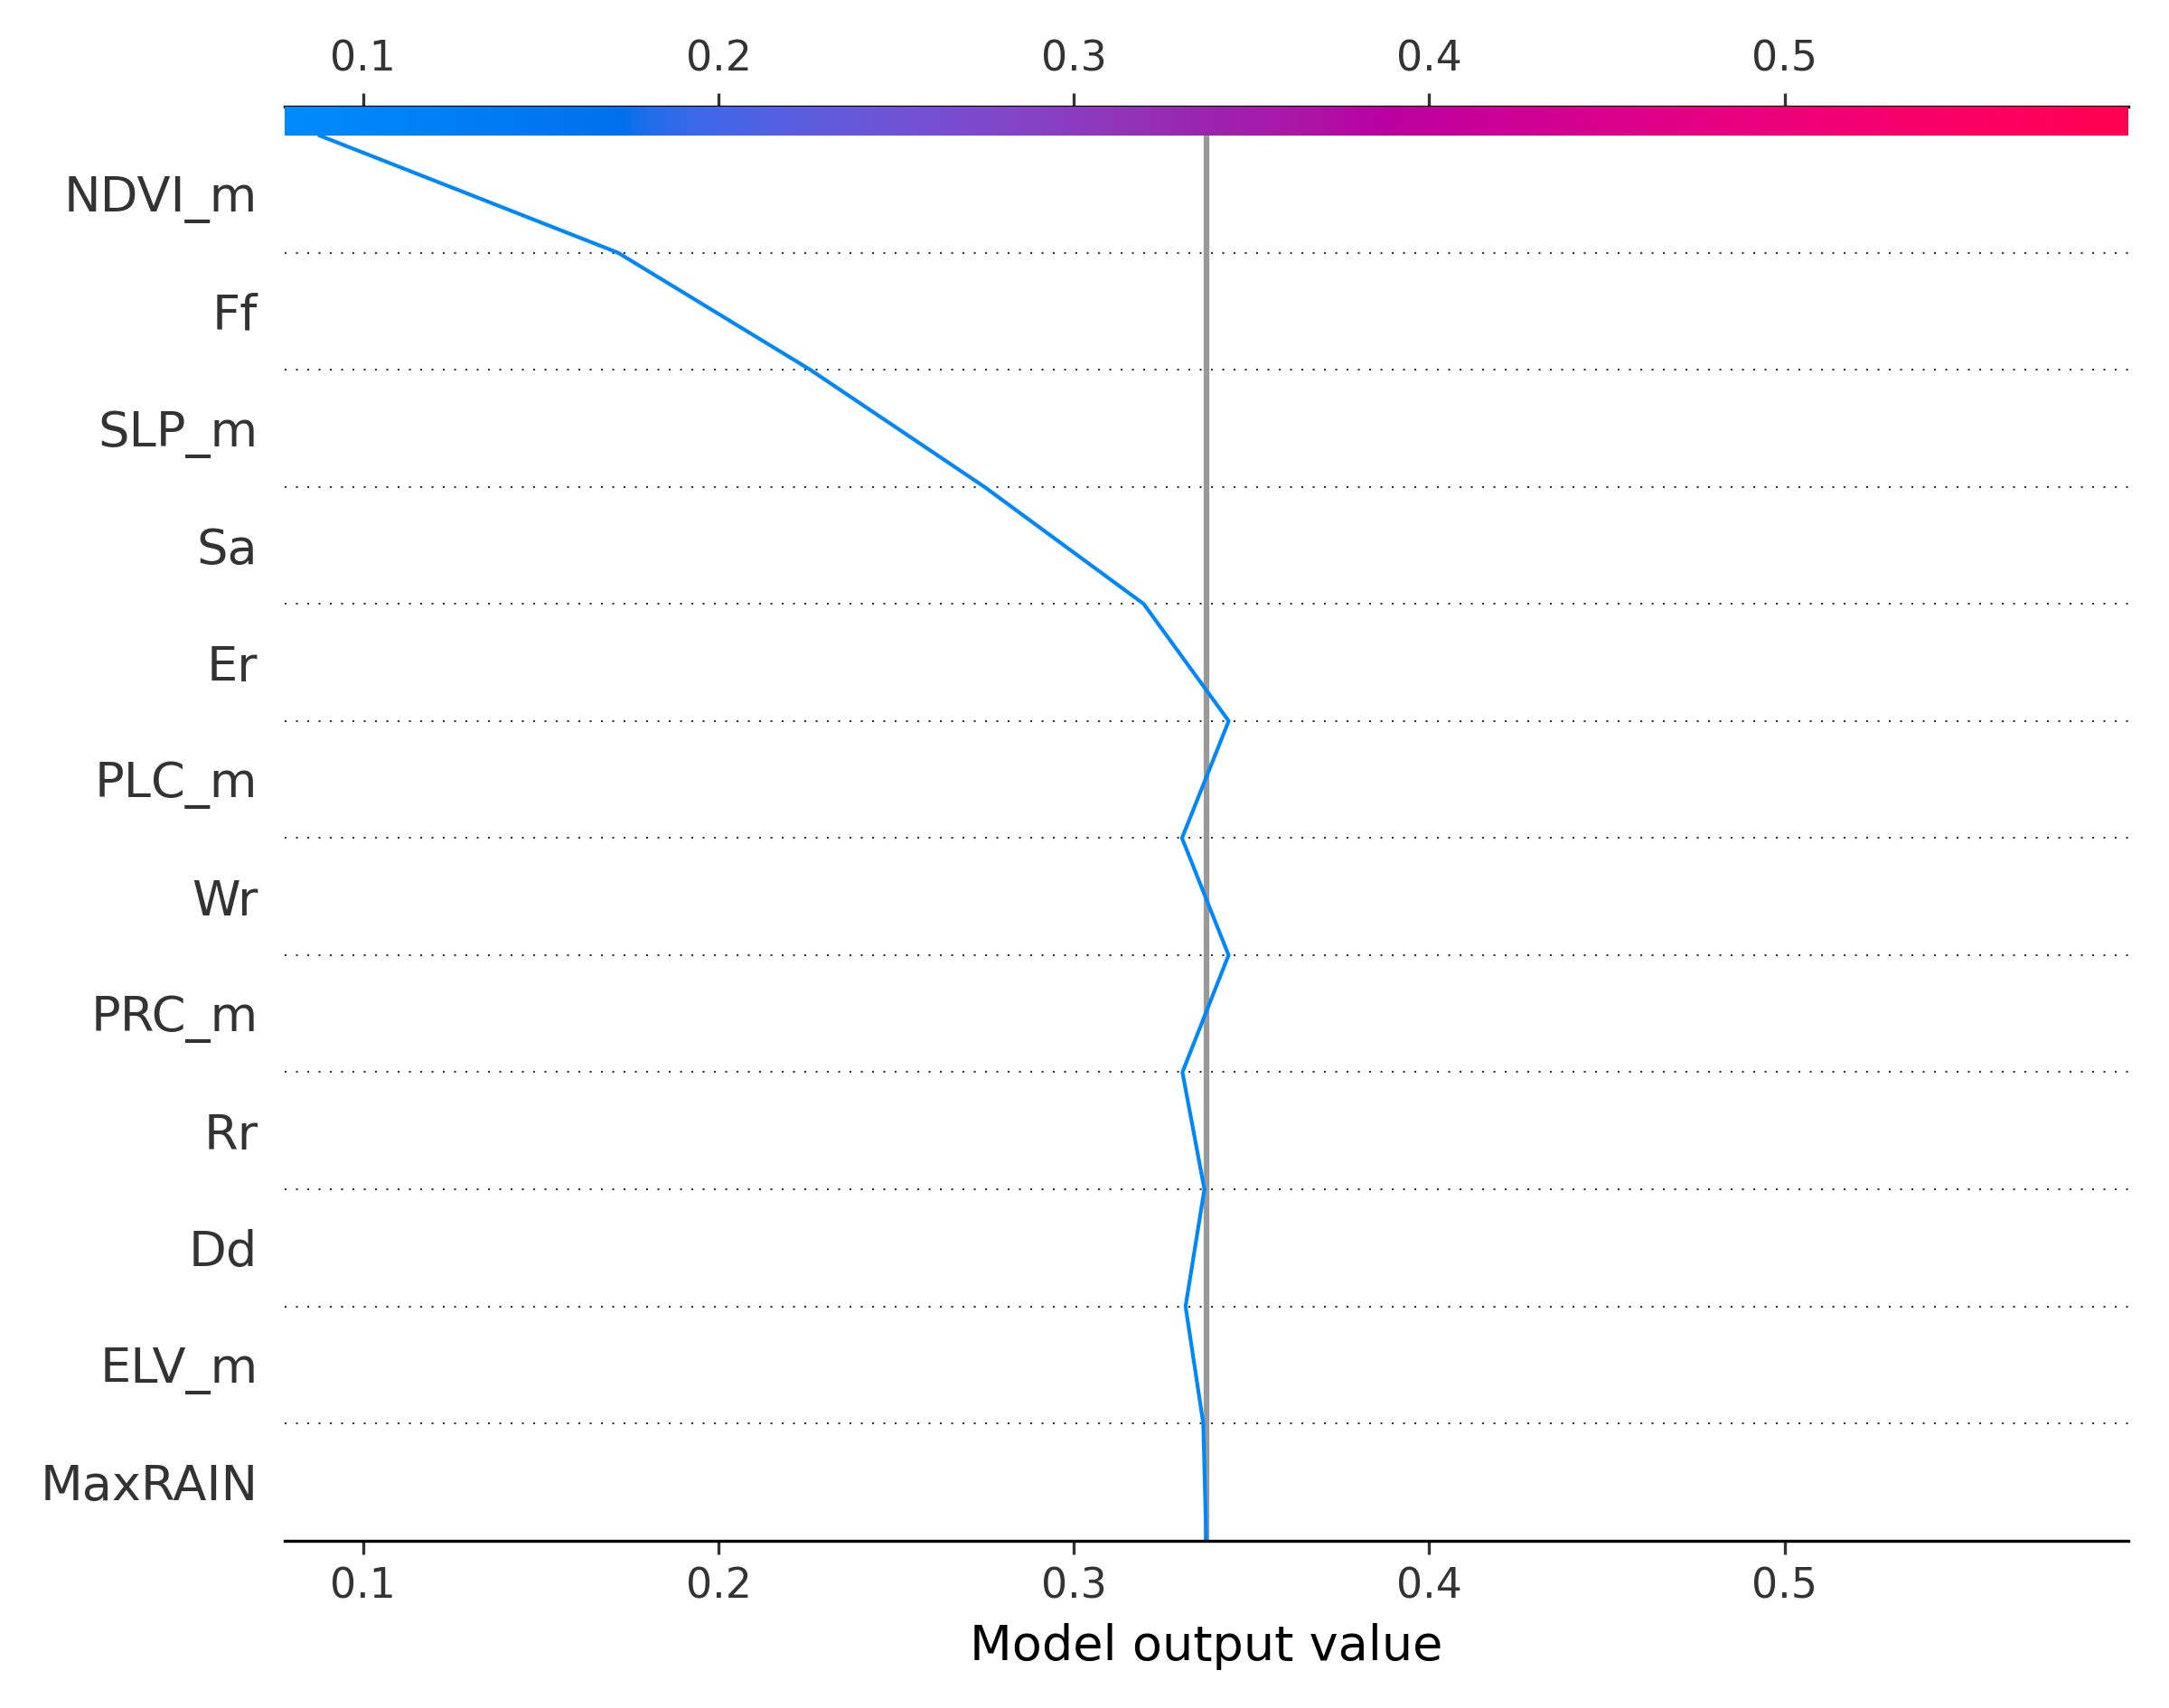 0.1 0.2 0.3 0.4 0.5
NDVI_m
Ff
SLP_m
Sa
Er
PLC_m
Wr
PRC_m
Rr
Dd
ELV_m
MaxRAIN
0.1 0.2 0.3 0.4 0.5
Model output value